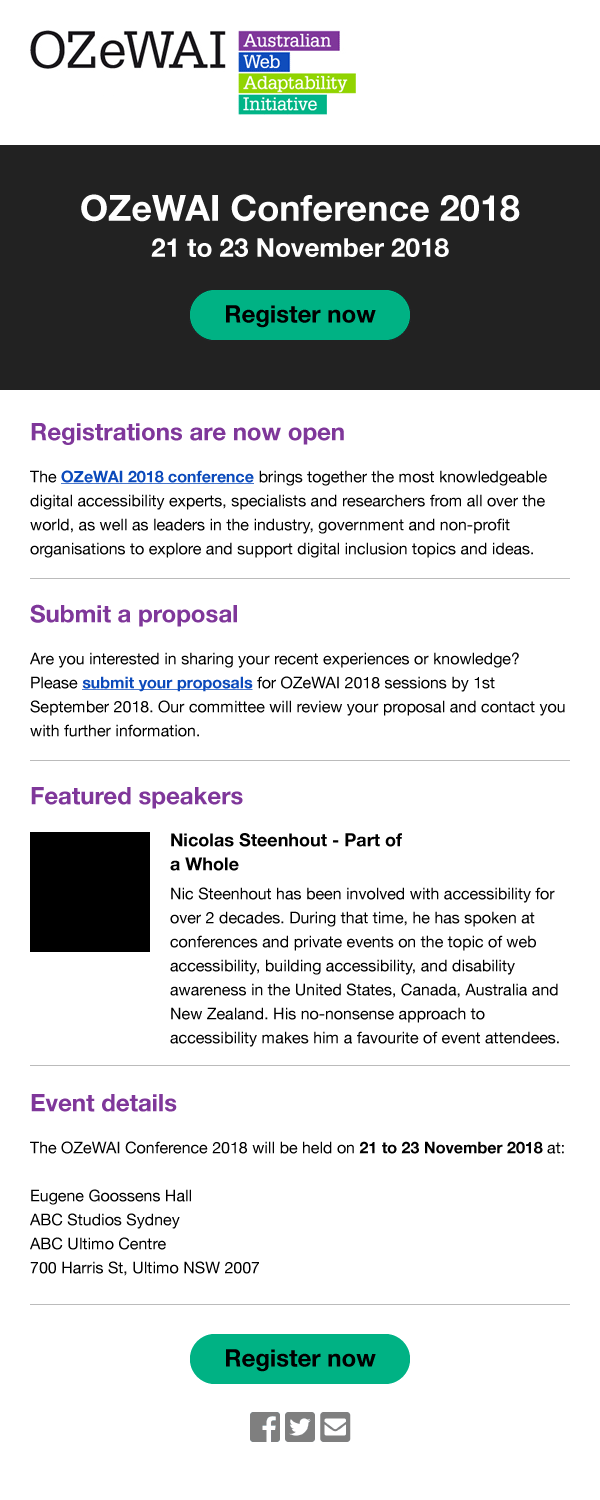 OZeWAI
Australian
Web
Adaptability
Initiative
OZeWAI Conference 2018
21 to 23 November 2018
Register now
Registrations are now open
The OZeWAI 2018 conference brings together the most knowledgeable
digital accessibility experts, specialists and researchers from all over the
world, as well as leaders in the industry, government and non-profit
organisations to explore and support digital inclusion topics and ideas.
Submit a proposal
Are you interested in sharing your recent experiences or knowledge?
Please submit your proposals for OZeWAI 2018 sessions by 1st
September 2018. Our committee will review your proposal and contact you
with further information.
Featured speakers
Nicolas Steenhout - Part of
a Whole
Nic Steenhout has been involved with accessibility for
over 2 decades. During that time, he has spoken at
conferences and private events on the topic of web
accessibility, building accessibility, and disability
awareness in the United States, Canada, Australia and
New Zealand. His no-nonsense approach to
accessibility makes him a favourite of event attendees.
Event details
The OZeWAI Conference 2018 will be held on 21 to 23 November 2018 at:
Eugene Goossens Hall
ABC Studios Sydney
ABC Ultimo Centre
700 Harris St, Ultimo NSW 2007
Register now